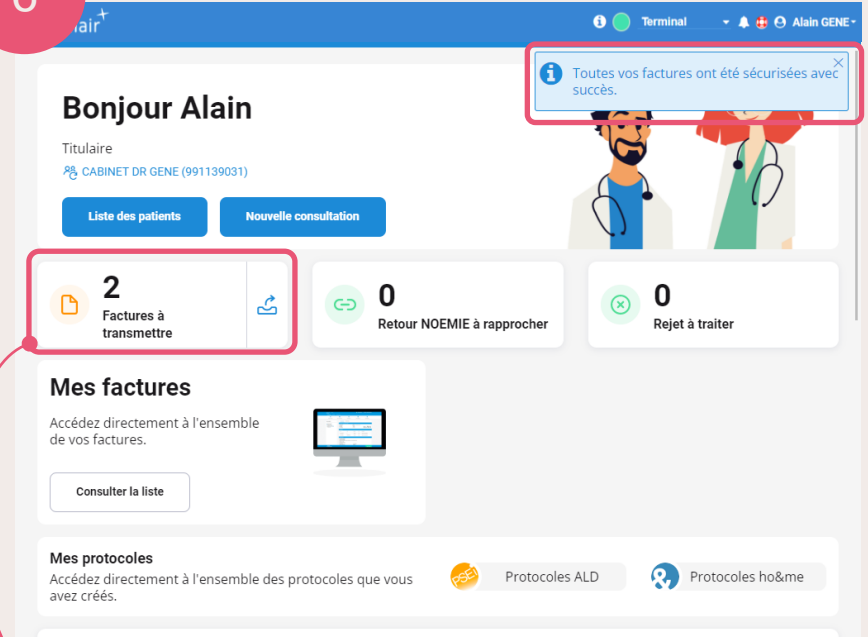 air+
Terminal
Alain GENE
Toutes vos factures ont été sécurisées avec
succès.
Bonjour Alain
Titulaire
CABINET DR GENE (991139031)
Liste des patients
Nouvelle consultation
2
Factures à
transmettre
0
Retour NOEMIE à rapprocher
0
Rejet à traiter
Mes factures
Accédez directement à l'ensemble
de vos factures.
Consulter la liste
Mes protocoles
Accédez directement à l'ensemble des protocoles que vous
avez créés.
PSE1
Protocoles ALD
&
Protocoles ho&me